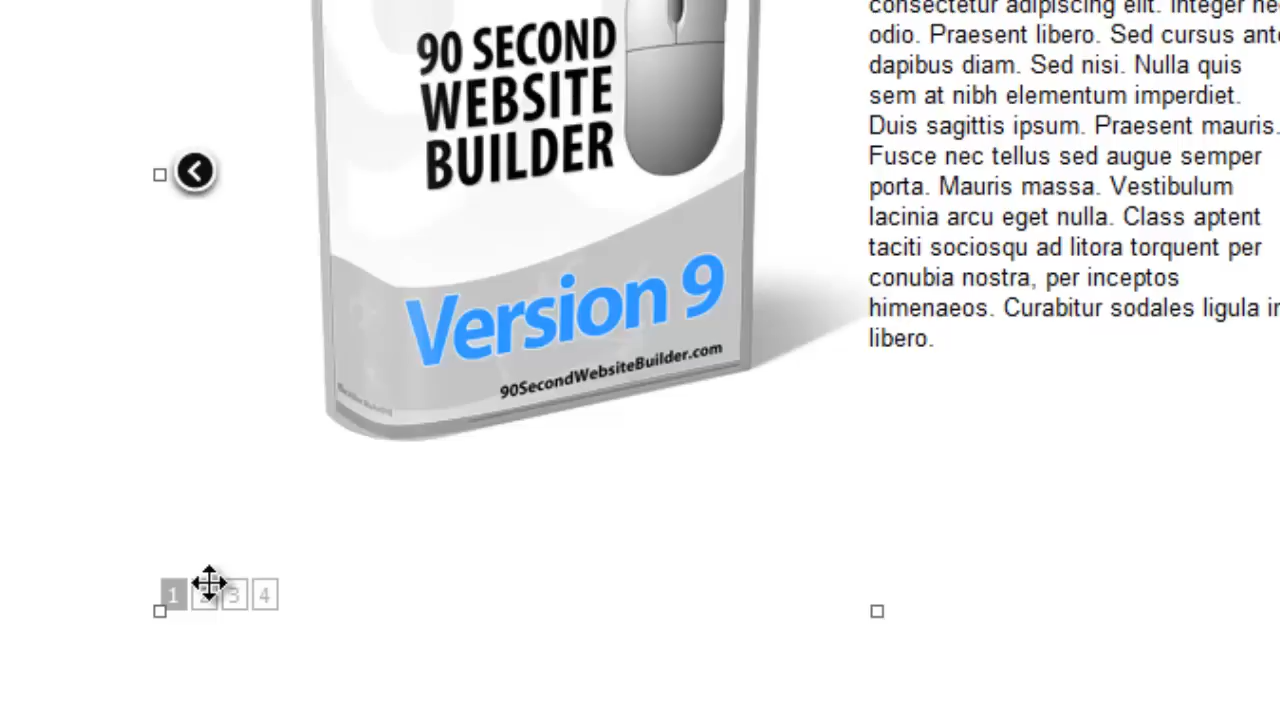 90 SECOND
WEBSITE
BUILDER
Version 9
90SecondWebsiteBuilder.com
consectetur adipiscing elit. Integer nec
odio. Praesent libero. Sed cursus ante
dapibus diam. Sed nisi. Nulla quis
sem at nibh elementum imperdiet.
Duis sagittis ipsum. Praesent mauris.
Fusce nec tellus sed augue semper
porta. Mauris massa. Vestibulum
lacinia arcu eget nulla. Class aptent
taciti sociosqu ad litora torquent per
conubia nostra, per inceptos
himenaeos. Curabitur sodales ligula in
libero.
1 2 3 4